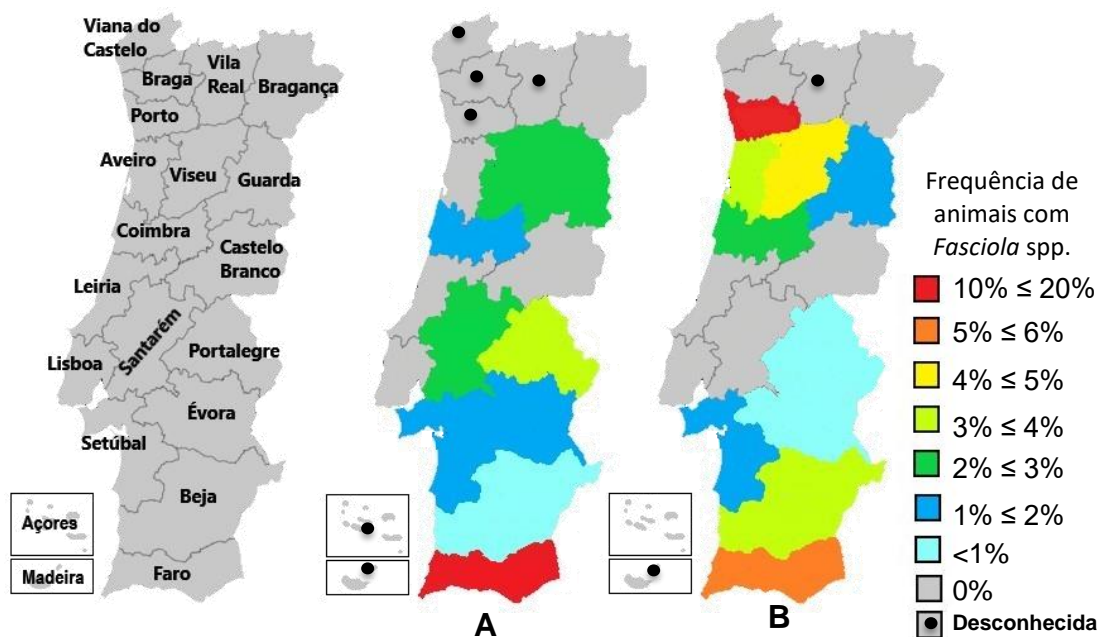 Viana do
Castelo
Braga
Vila
Real
Bragança
Porto
Aveiro
Viseu
Guarda
Coimbra
Castelo
Branco
Leiria
Santarém
Lisboa
Portalegre
Évora
Setúbal
Beja
Açores
Madeira
Faro
A
B
Frequência de
animais com
Fasciola spp.
10% ≤ 20%
5% ≤ 6%
4% ≤ 5%
3% ≤ 4%
2% ≤ 3%
1% ≤ 2%
<1%
0%
Desconhecida